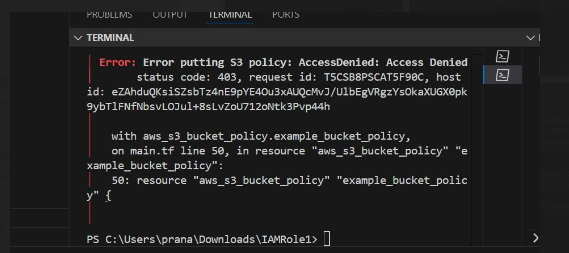 PROBLEMS OUTPUT TERMINAL PORTS
TERMINAL
Error: Error putting S3 policy: AccessDenied: Access Denied
status code: 403, request id: T5CSB8PSCAT5F90C, host
id: eZAhduQKsiSZsbTz4nE9pYE4Ou3xAUQcMvJ/UlbEgVRgzYsOkaXUGX0pk
9ybTlFNfNbsvLOJul+8sLvZoU712oNtk3Pvp44h
with aws_s3_bucket_policy.example_bucket_policy,
on main.tf line 50, in resource "aws_s3_bucket_policy" "e
xample_bucket_policy":
50: resource "aws_s3_bucket_policy" "example_bucket_polic
y" {
PS C:\Users\prana\Downloads\IAMRole1>